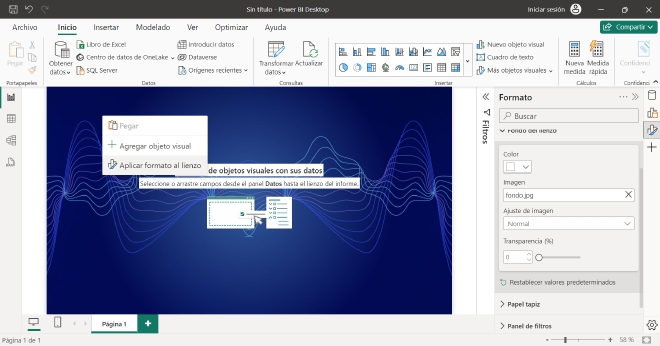 Sin título - Power BI Desktop
Iniciar sesión
Archivo Inicio Insertar Modelado Ver Optimizar Ayuda
Compartir
Pegar
Portapapeles
Obtener datos
Libro de Excel
Centro de datos de OneLake
SQL Server
Introducir datos
Dataverse
Orígenes recientes
Datos
Transformar datos
Actualizar
Consultas
Nuevo objeto visual
Cuadro de texto
Más objetos visuales
Insertar
Nueva medida
Medida rápida
Cálculos
Confidenc
Confidenc
Pegar
Agregar objeto visual
Aplicar formato al lienzo
de objetos visuales con sus datos
Seleccione o arrastre campos desde el panel Datos hasta el lienzo del informe.
Filtros
Formato
Buscar
Fondo del lienzo
Color
Imagen
fondo.jpg
Ajuste de imagen
Normal
Transparencia (%)
0
Restablecer valores predeterminados
Papel tapiz
Panel de filtros
Página 1
Página 1 de 1
58 %